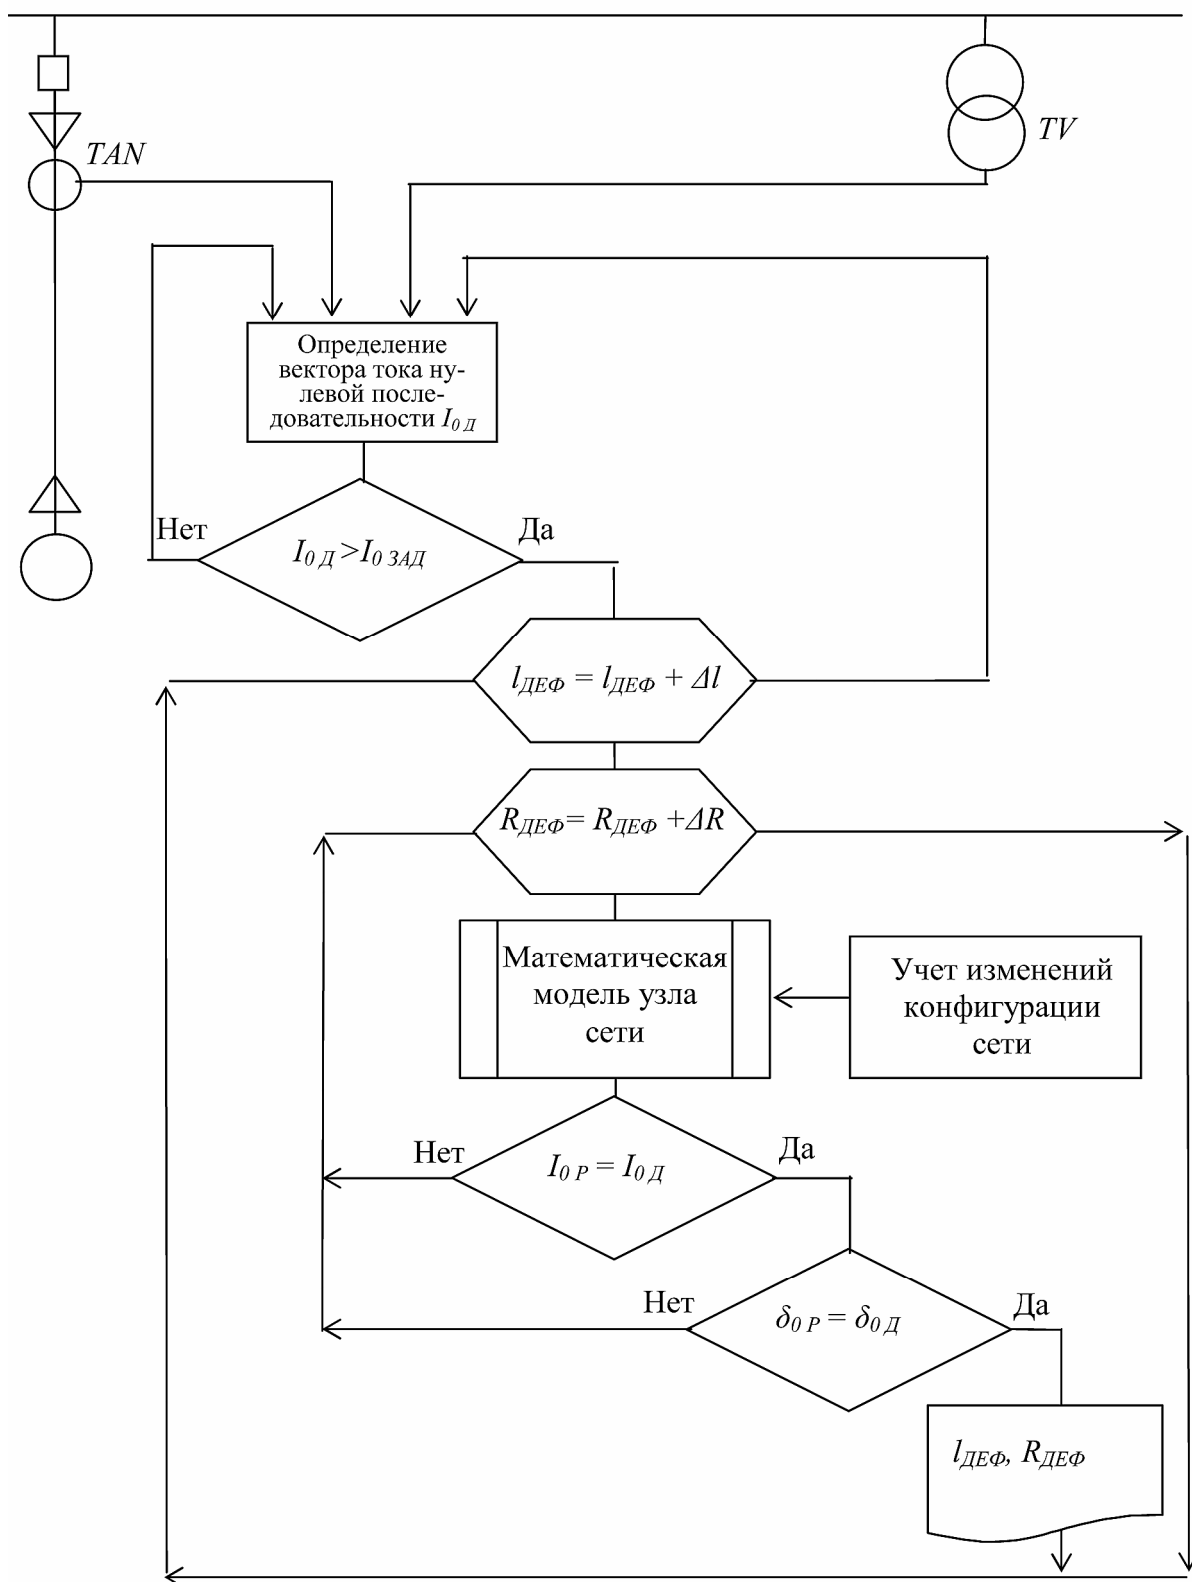 TAN
TV
Определение
вектора тока ну-
левой после-
довательности I₀ Д
Нет
Да
I₀ Д >I₀ ЗАД
lДЕФ = lДЕФ + Δl
RДЕФ= RДЕФ +ΔR
Математическая
модель узла
сети
Учет изменений
конфигурации
сети
Нет
Да
I₀ Р = I₀ Д
Нет
Да
δ₀ Р = δ₀ Д
lДЕФ, RДЕФ